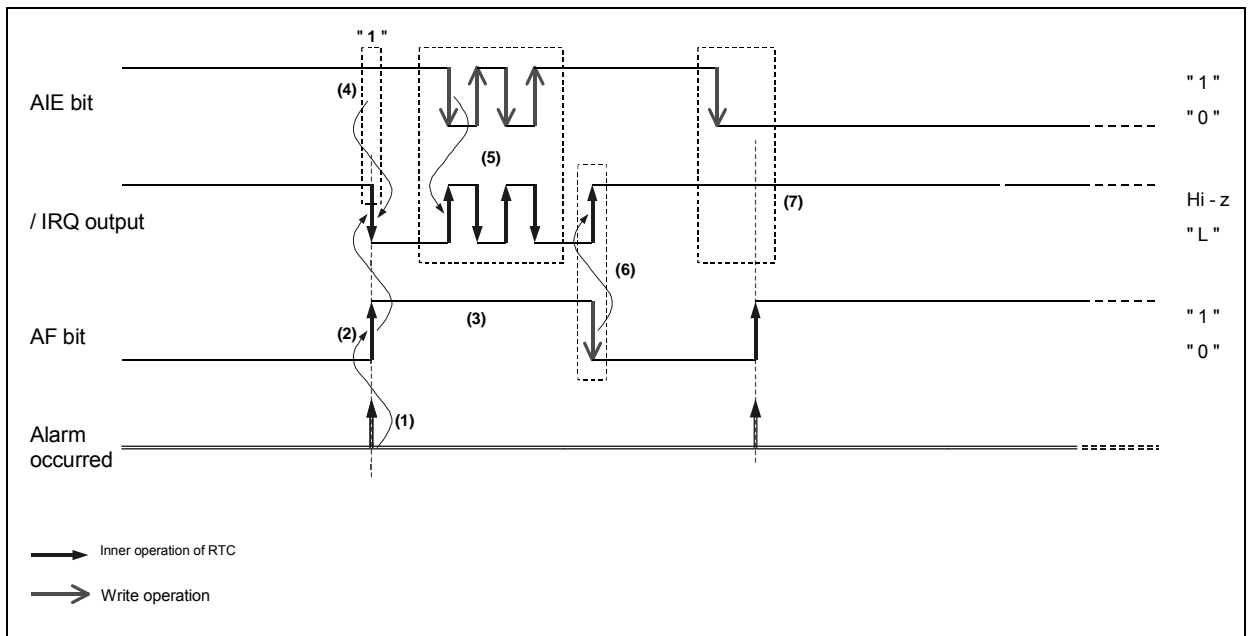 " 1 "
(4)
AIE bit
" 1 "
" 0 "
(5)
/ IRQ output
(7)
Hi - z
" L "
(6)
AF bit
(2)
(3)
" 1 "
" 0 "
(1)
Alarm
occurred
Inner operation of RTC
Write operation